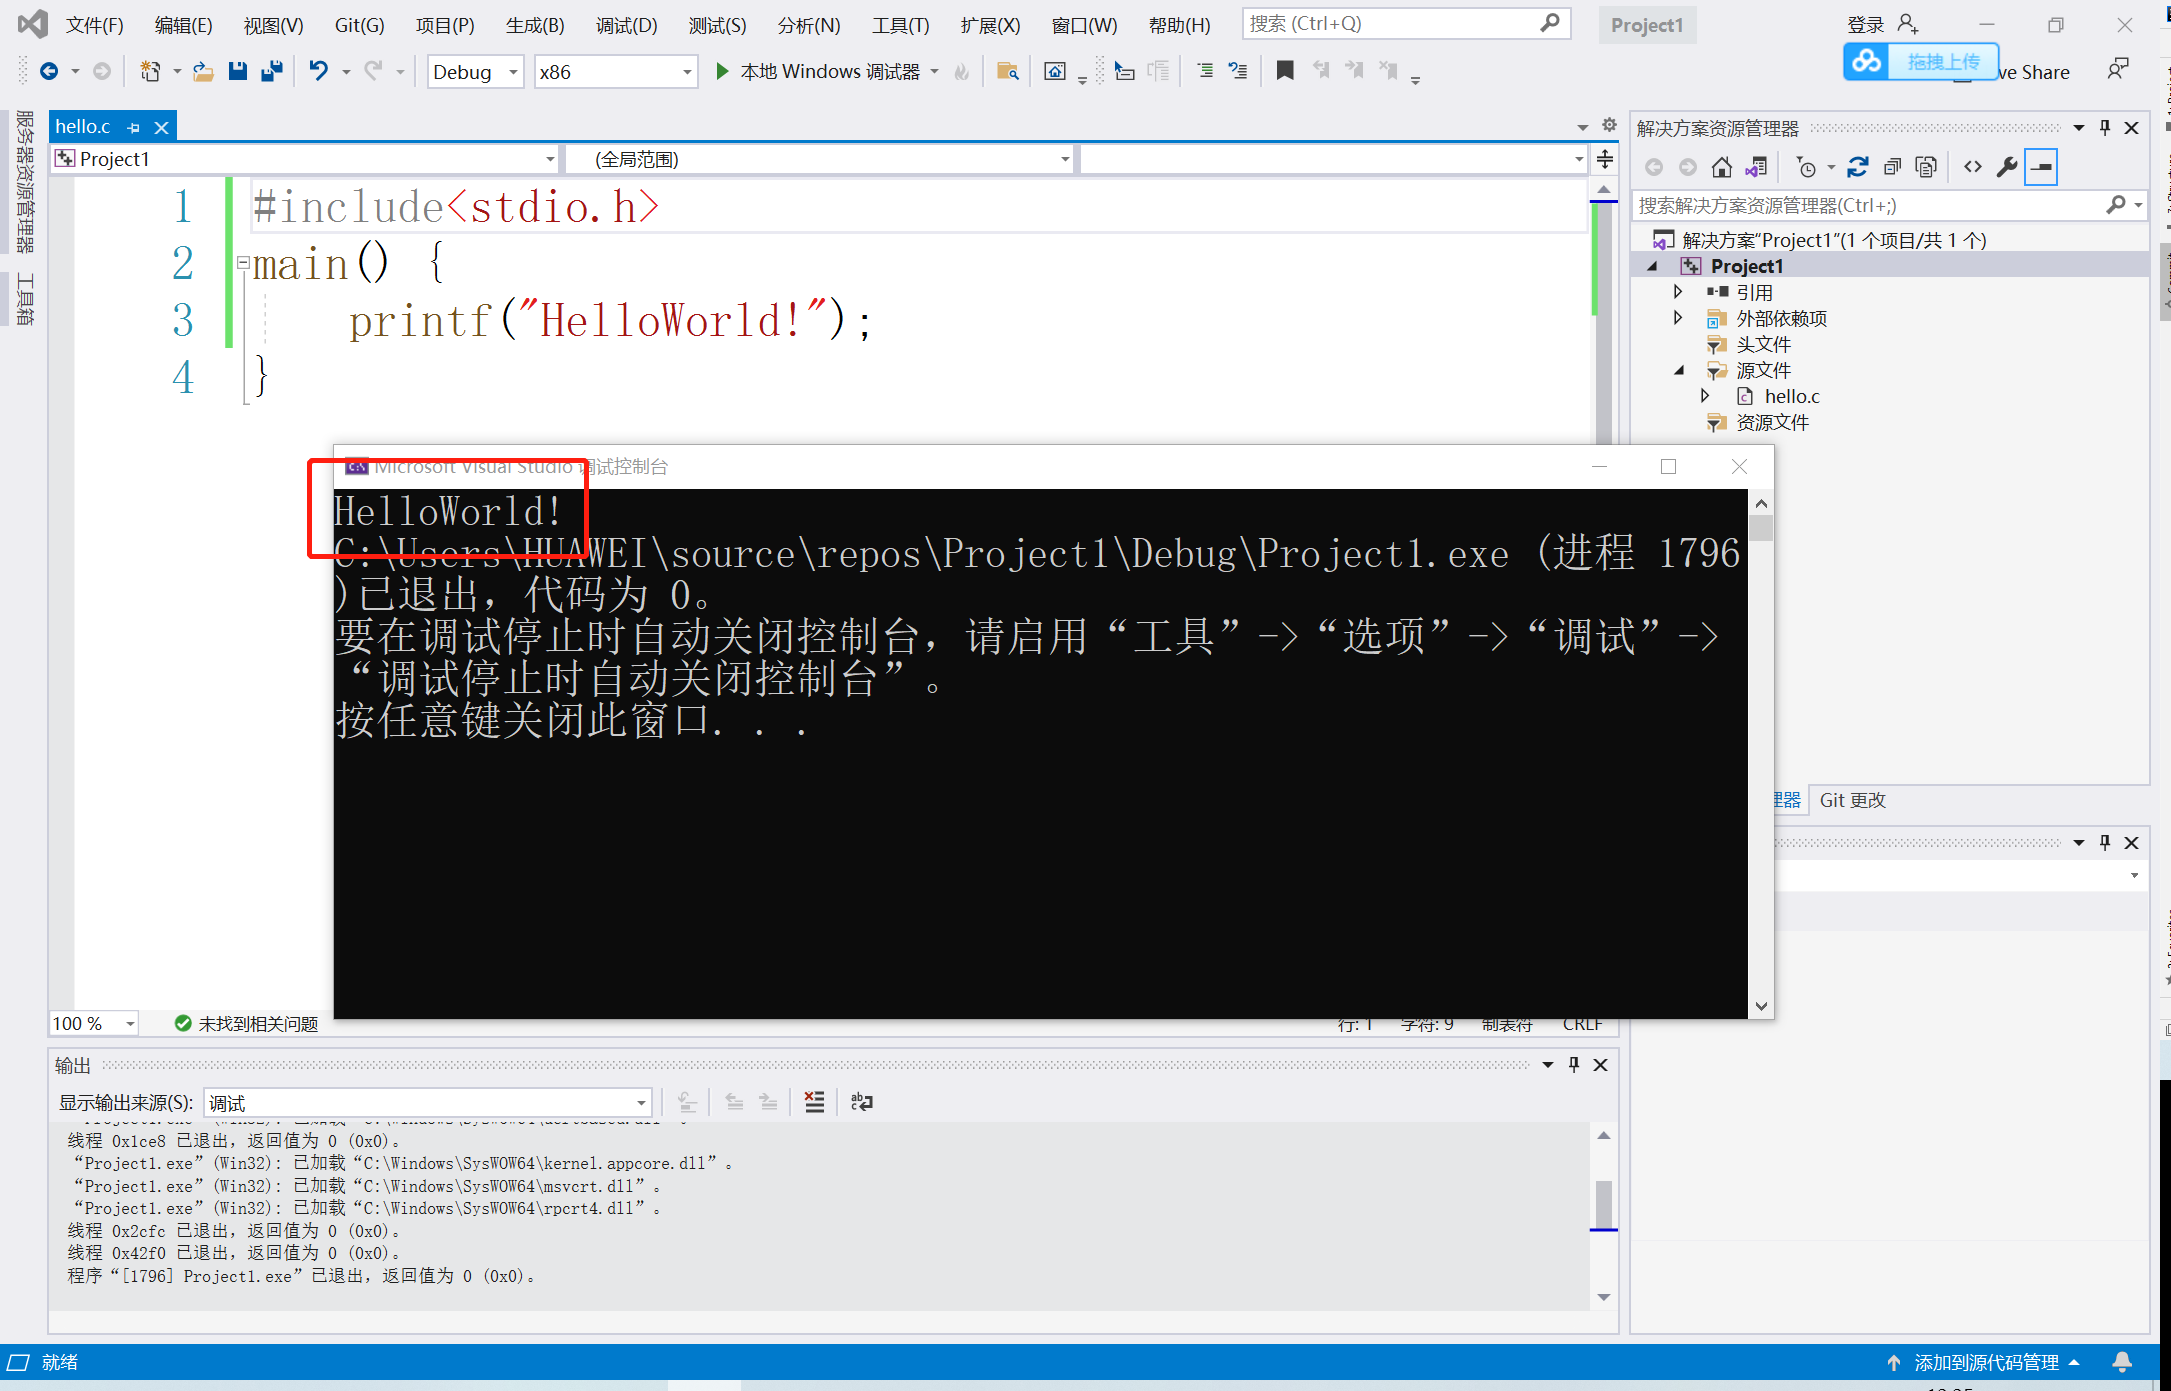 文件(F) 编辑(E) 视图(V) Git(G) 项目(P) 生成(B) 调试(D) 测试(S) 分析(N) 工具(T) 扩展(X) 窗口(W) 帮助(H) 搜索 (Ctrl+Q) Project1 登录
Debug x86 本地 Windows 调试器 拖拽上传 ve Share
服务器资源管理器
工具箱
hello.c
Project1 (全局范围)
1 #include<stdio.h>
2 main() {
3 printf("HelloWorld!");
4 }
Microsoft Visual Studio 调试控制台
HelloWorld!
C:\Users\HUAWEI\source\repos\Project1\Debug\Project1.exe (进程 1796
)已退出，代码为 0。
要在调试停止时自动关闭控制台，请启用“工具”->“选项”->“调试”->
“调试停止时自动关闭控制台”。
按任意键关闭此窗口. . .
100 % 未找到相关问题 行: 1 字符: 9 制表符 CRLF
解决方案资源管理器
搜索解决方案资源管理器(Ctrl+;)
解决方案“Project1”(1 个项目/共 1 个)
Project1
引用
外部依赖项
头文件
源文件
hello.c
资源文件
理器 Git 更改
输出
显示输出来源(S): 调试
线程 0x1ce8 已退出，返回值为 0 (0x0)。
“Project1.exe”(Win32): 已加载“C:\Windows\SysWOW64\kernel.appcore.dll”。
“Project1.exe”(Win32): 已加载“C:\Windows\SysWOW64\msvcrt.dll”。
“Project1.exe”(Win32): 已加载“C:\Windows\SysWOW64\rpcrt4.dll”。
线程 0x2cfc 已退出，返回值为 0 (0x0)。
线程 0x42f0 已退出，返回值为 0 (0x0)。
程序“[1796] Project1.exe”已退出，返回值为 0 (0x0)。
就绪 添加到源代码管理